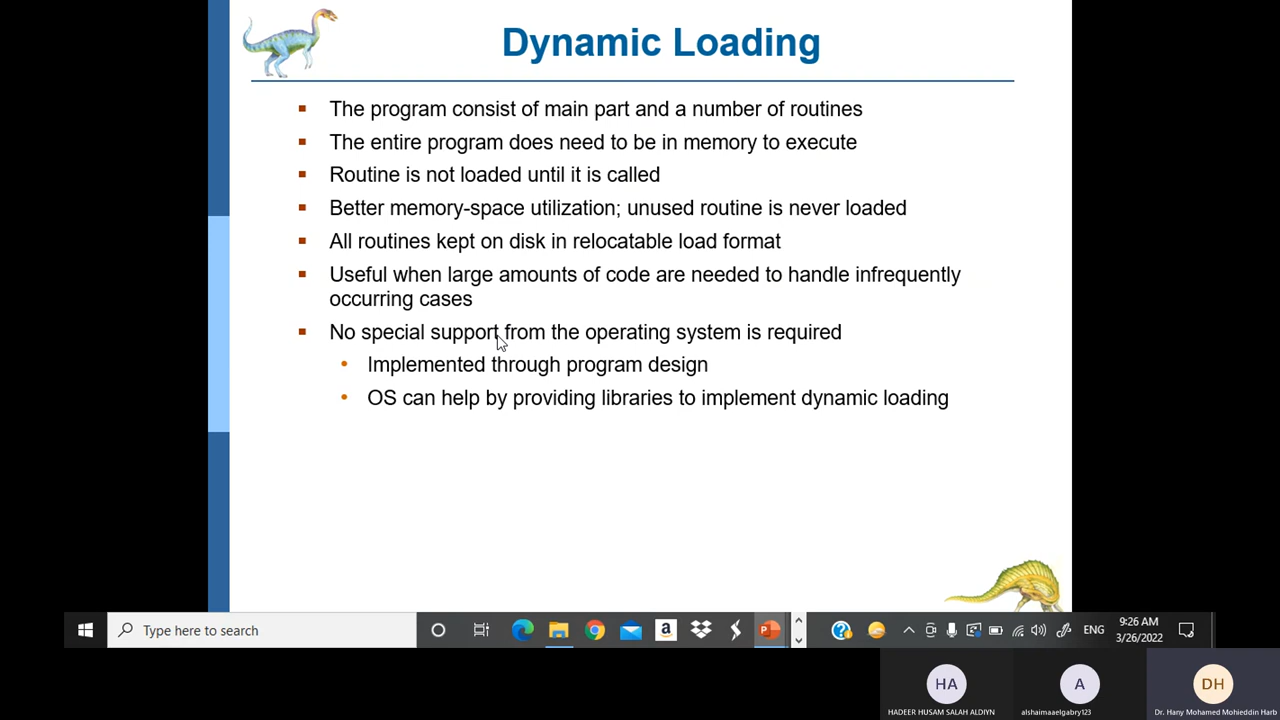 Dynamic Loading
The program consist of main part and a number of routines
The entire program does need to be in memory to execute
Routine is not loaded until it is called
Better memory-space utilization; unused routine is never loaded
All routines kept on disk in relocatable load format
Useful when large amounts of code are needed to handle infrequently
occurring cases
No special support from the operating system is required
Implemented through program design
OS can help by providing libraries to implement dynamic loading
Type here to search
ENG
9:26 AM
3/26/2022
HA
A
DH
HADEER HUSAM SALAH ALDIYN
alshaimaaelgabry123
Dr. Hany Mohamed Mohieddin Harb